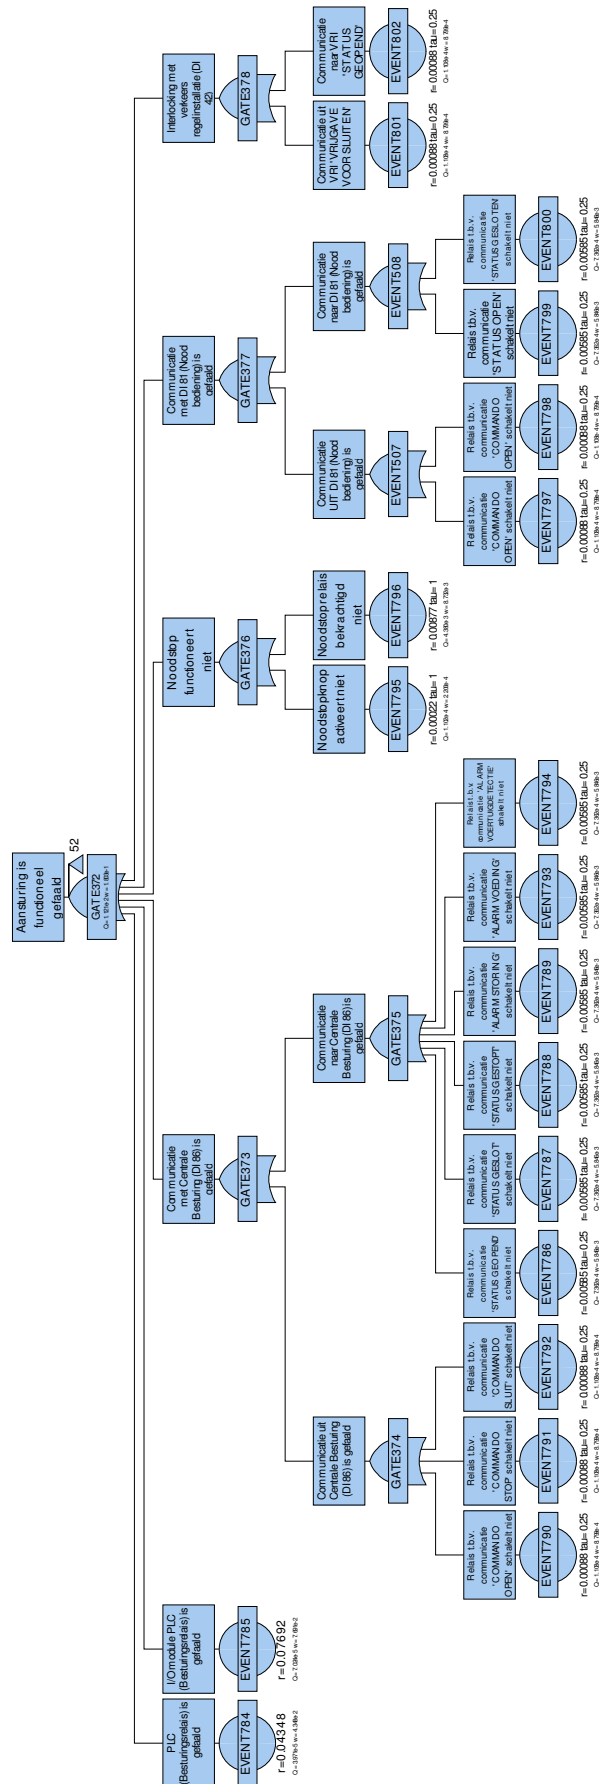 Aansturing is
functioneel
gefaald
52
GATE372
PLC
(Besturingsrelais) is
gefaald
EVENT784
r=0.04348
I/O module PLC
(Besturingsrelais) is
gefaald
EVENT785
r=0.07692
Communicatie
met Centrale
Besturing (DI 86) is
gefaald
GATE373
Noodstop
functioneert
niet
GATE376
Communicatie
met DI 81 (Nood
bediening) is
gefaald
GATE377
Interlocking met
verkeers
regelinstallatie (DI
42)
GATE378
Communicatie uit
Centrale Besturing
(DI 86) is gefaald
GATE374
Communicatie
naar Centrale
Besturing (DI 86) is
gefaald
GATE375
Noodstopknop
activeert niet
EVENT795
r=0.00022 tau=1
Noodstoprelais
bekrachtigd
niet
EVENT796
r=0.00877 tau=1
Communicatie
UIT DI 81 (Nood
bediening) is
gefaald
EVENT507
Communicatie
naar DI 81 (Nood
bediening) is
gefaald
EVENT508
Communicatie uit
VRI 'VRIJGAVE
VOOR SLUITEN'
EVENT801
r=0.00088 tau=0.25
Communicatie
naar VRI
'STATUS
GEOPEND'
EVENT802
r=0.00088 tau=0.25
Relais t.b.v.
communicatie
'COMMANDO
OPEN' schakelt niet
EVENT790
r=0.00088 tau=0.25
Relais t.b.v.
communicatie
'COMMANDO
STOP schakelt niet
EVENT791
r=0.00088 tau=0.25
Relais t.b.v.
communicatie
'COMMANDO
SLUIT' schakelt niet
EVENT792
r=0.00088 tau=0.25
Relais t.b.v.
communicatie
'STATUS GEOPEND'
schakelt niet
EVENT786
r=0.00585 tau=0.25
Relais t.b.v.
communicatie
'STATUS GESLOT'
schakelt niet
EVENT787
r=0.00585 tau=0.25
Relais t.b.v.
communicatie
'STATUS GESTOPT'
schakelt niet
EVENT788
r=0.00585 tau=0.25
Relais t.b.v.
communicatie
'ALARM STORING'
schakelt niet
EVENT789
r=0.00585 tau=0.25
Relais t.b.v.
communicatie
'ALARM VOEDING'
schakelt niet
EVENT793
r=0.00585 tau=0.25
Relais t.b.v.
communicatie 'ALARM
VOERTUIGDETECTIE'
schakelt niet
EVENT794
r=0.00585 tau=0.25
Relais t.b.v.
communicatie
'COMMANDO
OPEN' schakelt niet
EVENT797
r=0.00088 tau=0.25
Relais t.b.v.
communicatie
'COMMANDO
OPEN' schakelt niet
EVENT798
r=0.00088 tau=0.25
Relais t.b.v.
communicatie
'STATUS OPEN'
schakelt niet
EVENT799
r=0.00585 tau=0.25
Relais t.b.v.
communicatie
'STATUS GESLOTEN'
schakelt niet
EVENT800
r=0.00585 tau=0.25